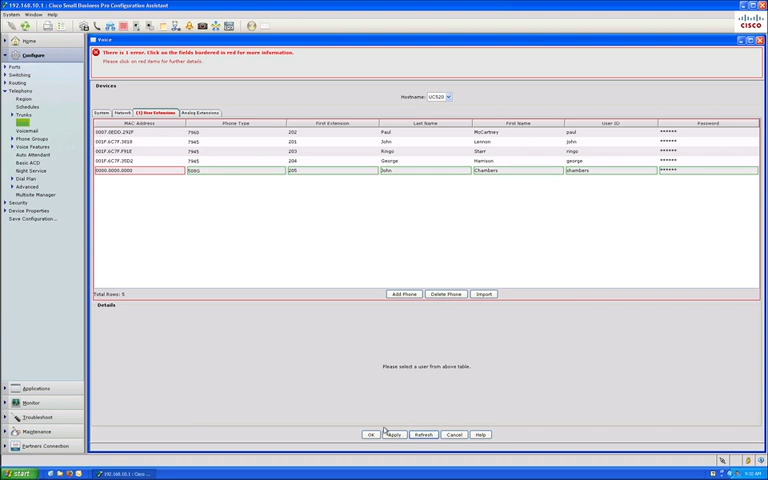 192.168.10.1 : Cisco Small Business Pro Configuration Assistant
System Window Help
CISCO
Home
Configure
Ports
Switching
Routing
Telephony
Region
Schedules
Trunks
Voicemail
Phone Groups
Voice Features
Auto Attendant
Basic ACD
Night Service
Dial Plan
Advanced
Multisite Manager
Security
Device Properties
Save Configuration...
Applications
Monitor
Troubleshoot
Maintenance
Partners Connection
Voice
There is 1 error. Click on the fields bordered in red for more information.
Please click on red items for further details.
Devices
Hostname: UC520
System Network (1) User Extensions Analog Extensions
MAC Address Phone Type First Extension Last Name First Name User ID Password
0007.0EDD.292F 7960 202 Paul McCartney paul ******
001F.6C7F.3818 7945 201 John Lennon john ******
001F.6C7F.F91E 7945 203 Ringo Starr ringo ******
001F.6C7F.35D2 7945 204 George Harrison george ******
0000.0000.0000 508G 205 John Chambers chambers ******
Total Rows: 5
Add Phone Delete Phone Import
Details
Please select a user from above table.
OK Apply Refresh Cancel Help
start
192.168.10.1 : Cisco ...
9:32 AM